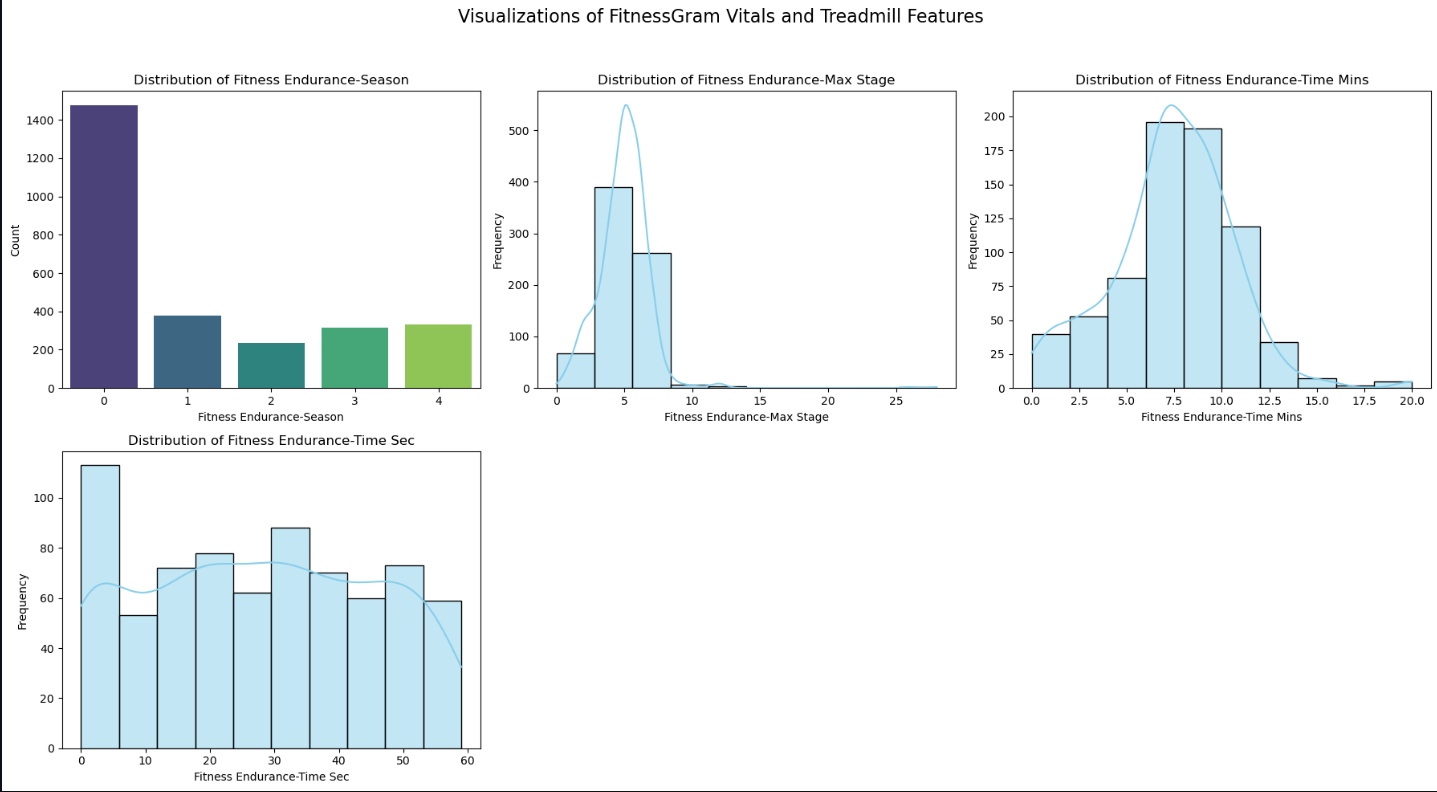 Visualizations of FitnessGram Vitals and Treadmill Features
Distribution of Fitness Endurance-Season
Count
1400
1200
1000
800
600
400
200
0
0 1 2 3 4
Fitness Endurance-Season
Distribution of Fitness Endurance-Max Stage
Frequency
500
400
300
200
100
0
0 5 10 15 20 25
Fitness Endurance-Max Stage
Distribution of Fitness Endurance-Time Mins
Frequency
200
175
150
125
100
75
50
25
0
0.0 2.5 5.0 7.5 10.0 12.5 15.0 17.5 20.0
Fitness Endurance-Time Mins
Distribution of Fitness Endurance-Time Sec
Frequency
100
80
60
40
20
0
0 10 20 30 40 50 60
Fitness Endurance-Time Sec